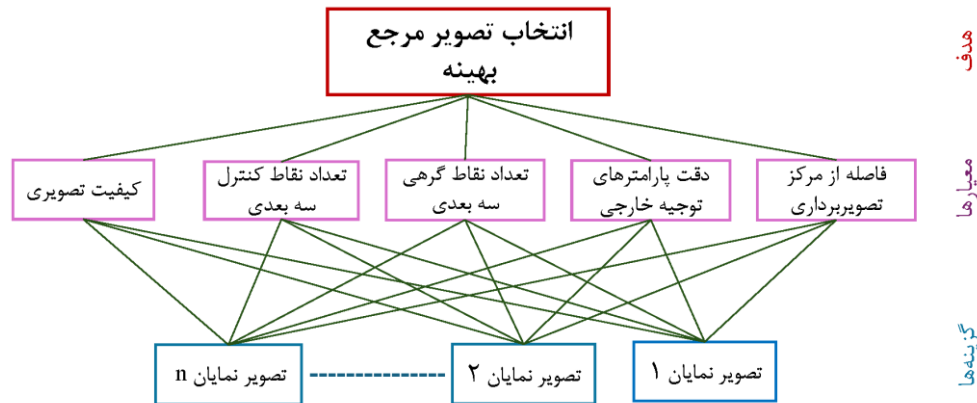 هدف
انتخاب تصویر مرجع
بهینه
معیارها
فاصله از مرکز
تصویربرداری
دقت پارامترهای
توجیه خارجی
تعداد نقاط گرهی
سه بعدی
تعداد نقاط کنترل
سه بعدی
کیفیت تصویری
گزینه‌ها
تصویر نمایان ۱
تصویر نمایان ۲
تصویر نمایان n